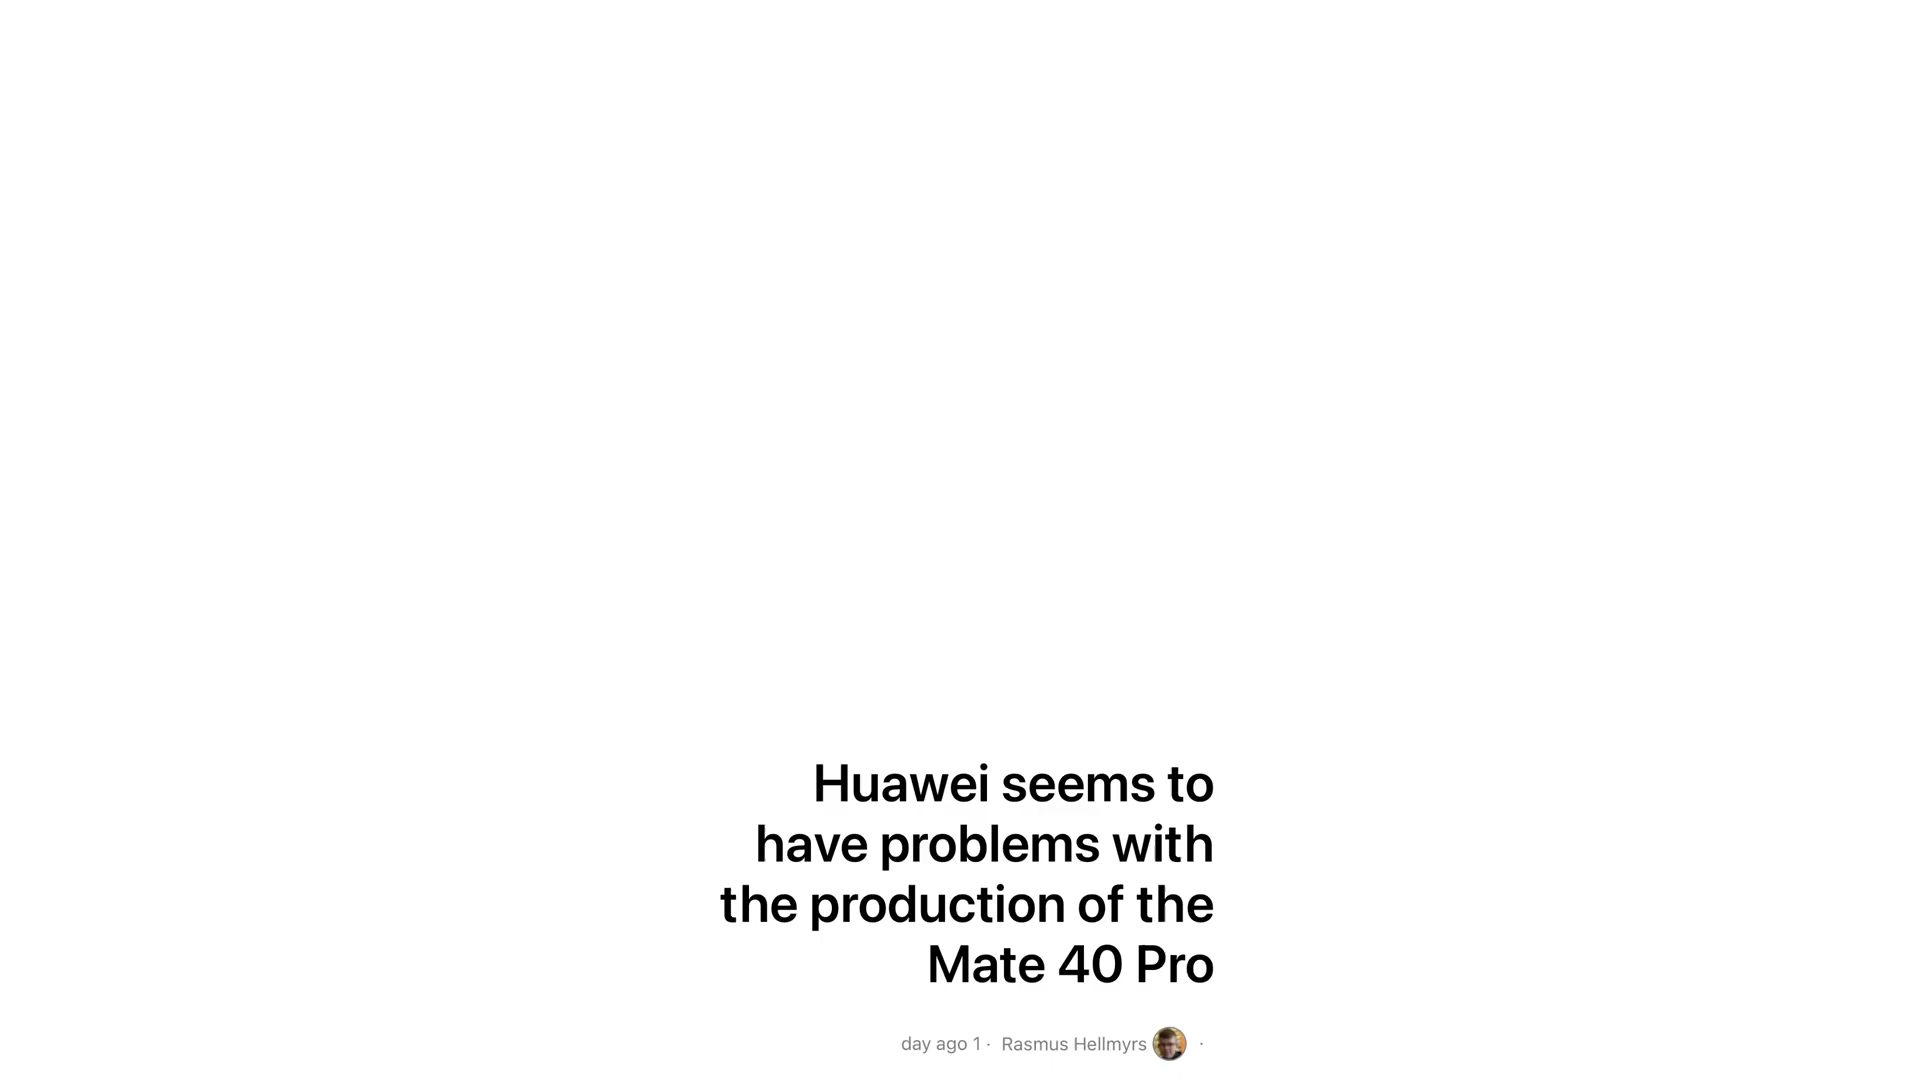 Huawei seems to
have problems with
the production of the
Mate 40 Pro
day ago 1 · Rasmus Hellmyrs ·